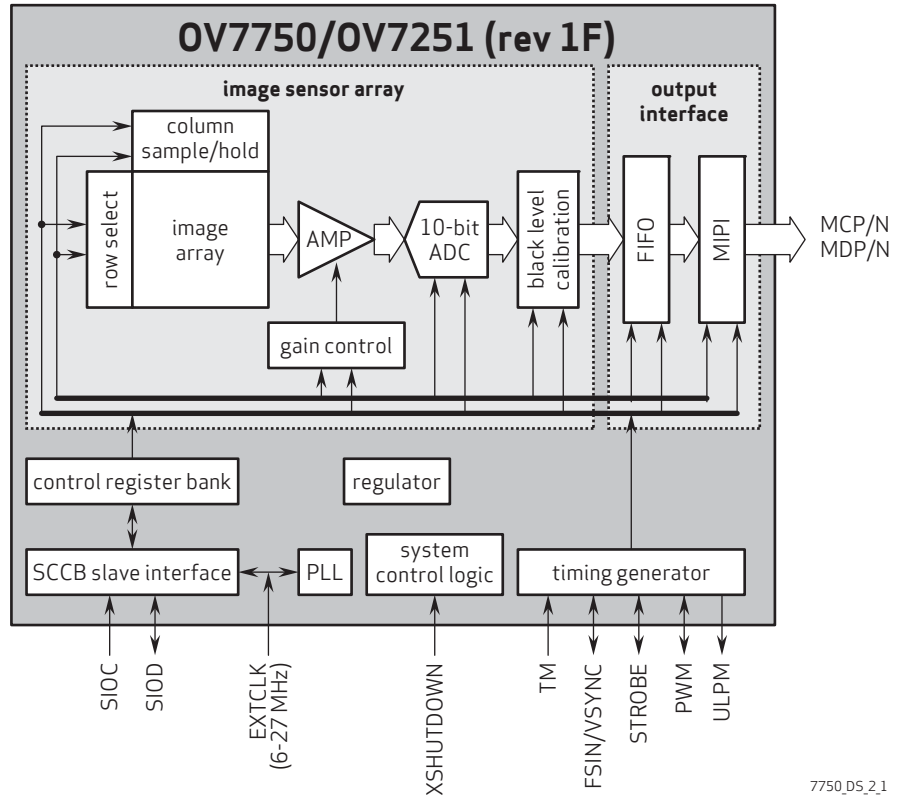 OV7750/OV7251 (rev 1F)
image sensor array
output
interface
column
sample/hold
row select
image
array
AMP
10-bit
ADC
black level
calibration
FIFO
MIPI
MCP/N
MDP/N
gain control
control register bank
regulator
SCCB slave interface
PLL
system
control logic
timing generator
SIOC
SIOD
EXTCLK
(6-27 MHz)
XSHUTDOWN
TM
FSIN/VSYNC
STROBE
PWM
ULPM
7750_DS_2_1